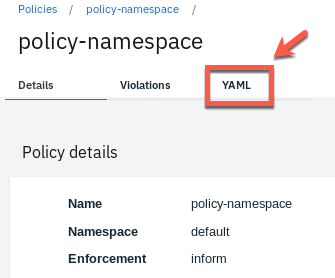 Policies / policy-namespace /
policy-namespace
Details Violations YAML
Policy details
Name policy-namespace
Namespace default
Enforcement inform